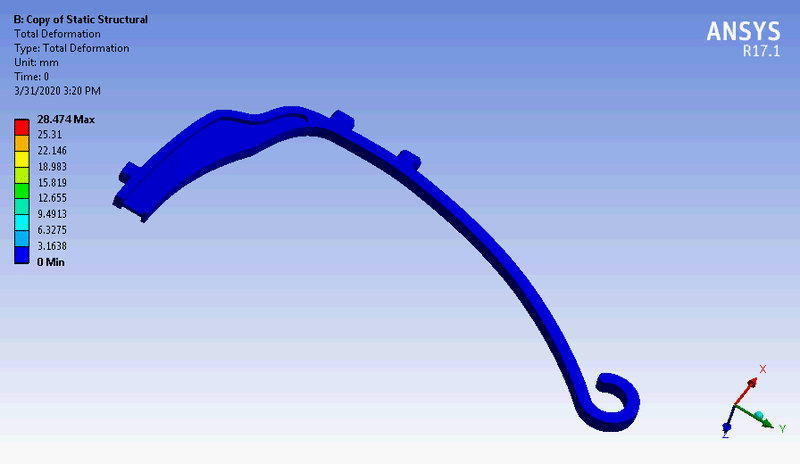 B: Copy of Static Structural
Total Deformation
Type: Total Deformation
Unit: mm
Time: 0
3/31/2020 3:20 PM
ANSYS
R17.1
28.474 Max
25.31
22.146
18.983
15.819
12.655
9.4913
6.3275
3.1638
0 Min
X
Y
Z